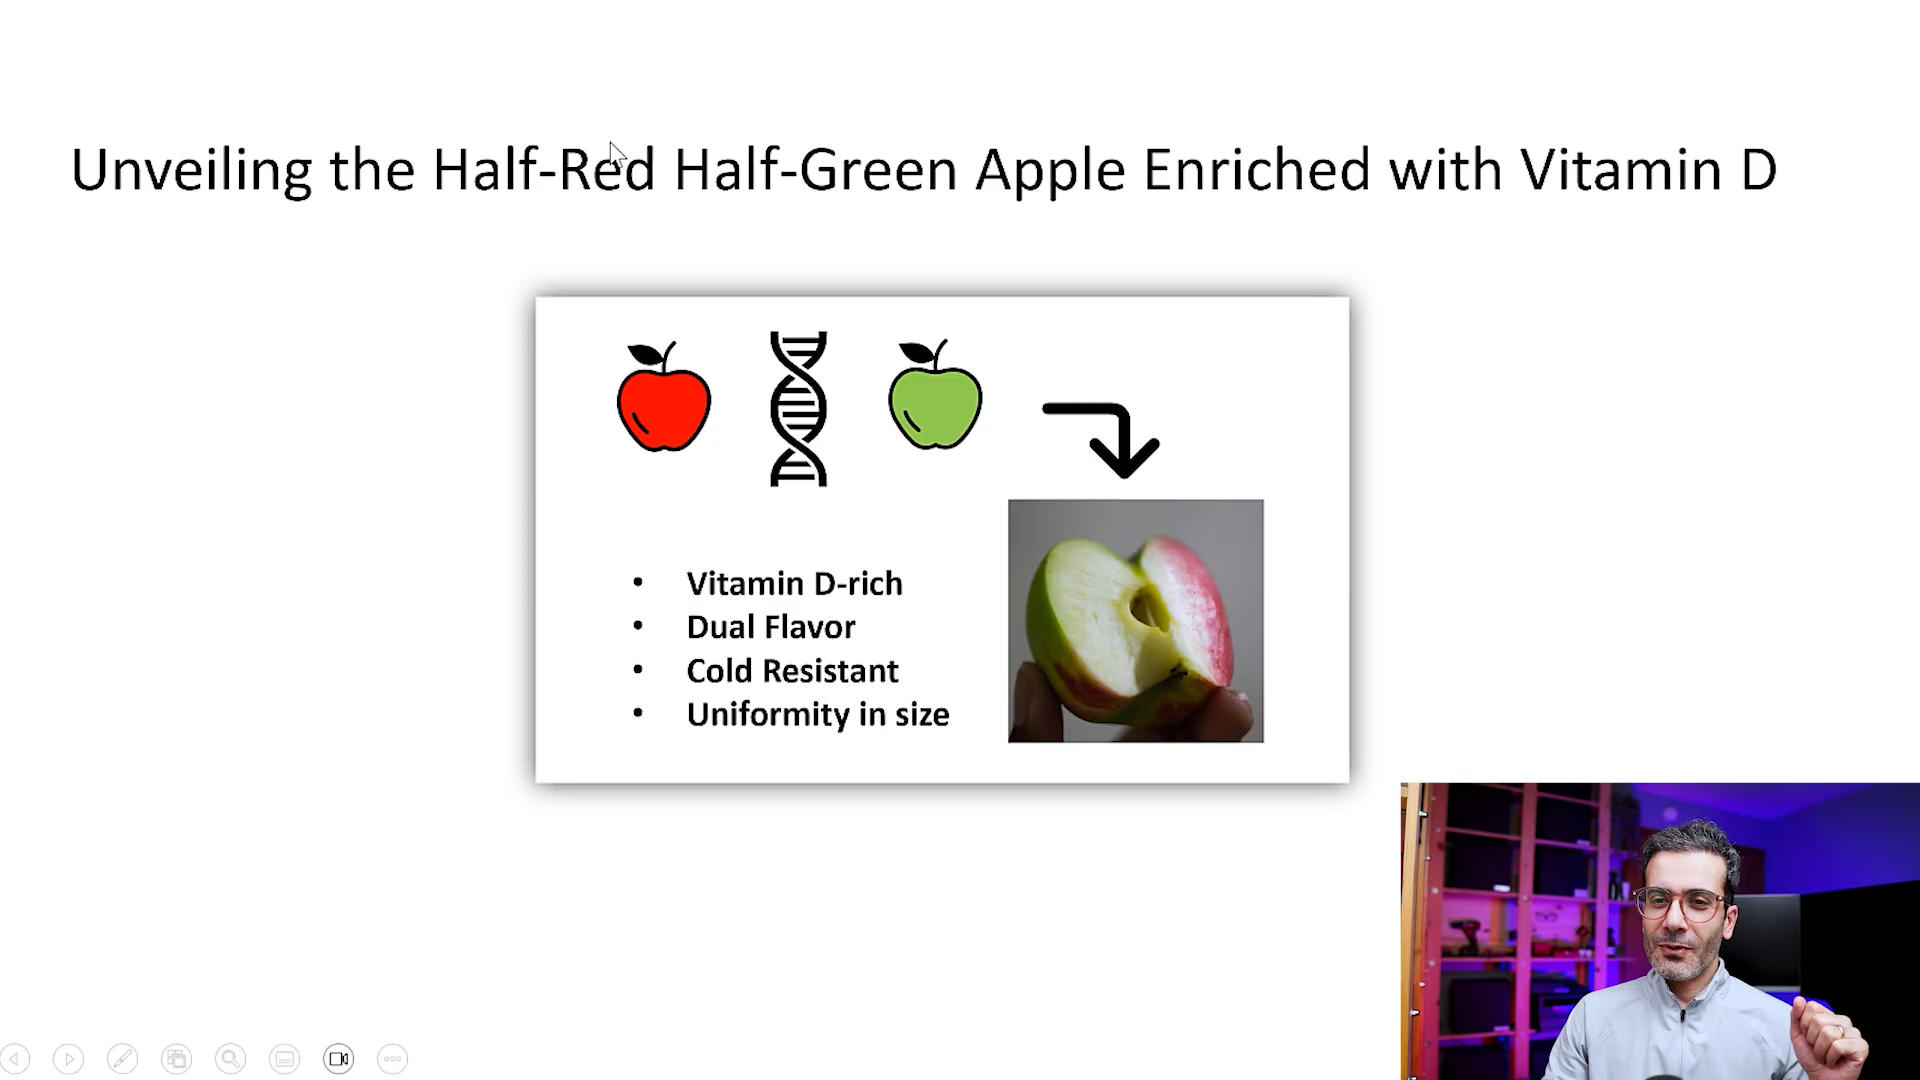 Unveiling the Half-Red Half-Green Apple Enriched with Vitamin D
• Vitamin D-rich
• Dual Flavor
• Cold Resistant
• Uniformity in size